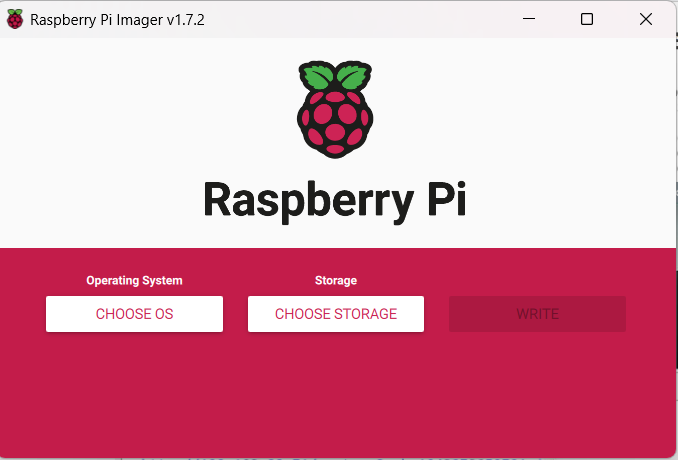 Raspberry Pi Imager v1.7.2
Raspberry Pi
Operating System
Storage
CHOOSE OS
CHOOSE STORAGE
WRITE